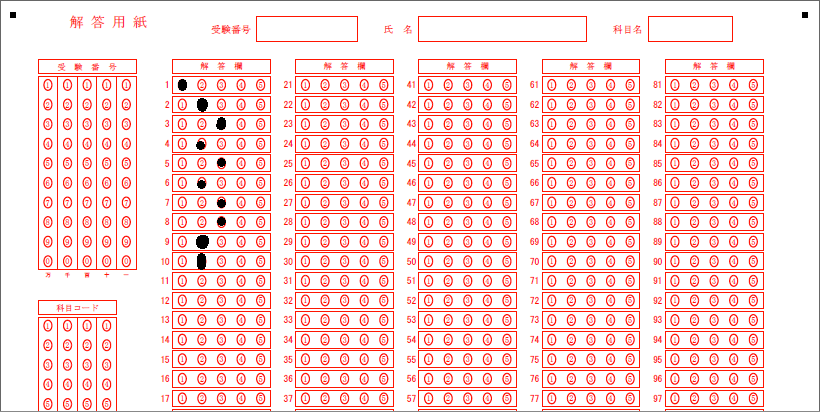 解答用紙
受験番号 氏 名 科目名
受 験 番 号 解 答 欄 解 答 欄 解 答 欄 解 答 欄 解 答 欄
① ① ① ① ① 1 ② ③ ④ ⑤ 21 ① ② ③ ④ ⑤ 41 ① ② ③ ④ ⑤ 61 ① ② ③ ④ ⑤ 81 ① ② ③ ④ ⑤
② ② ② ② ② 2 ① ③ ④ ⑤ 22 ① ② ③ ④ ⑤ 42 ① ② ③ ④ ⑤ 62 ① ② ③ ④ ⑤ 82 ① ② ③ ④ ⑤
③ ③ ③ ③ ③ 3 ① ② ④ ⑤ 23 ① ② ③ ④ ⑤ 43 ① ② ③ ④ ⑤ 63 ① ② ③ ④ ⑤ 83 ① ② ③ ④ ⑤
④ ④ ④ ④ ④ 4 ① ③ ④ ⑤ 24 ① ② ③ ④ ⑤ 44 ① ② ③ ④ ⑤ 64 ① ② ③ ④ ⑤ 84 ① ② ③ ④ ⑤
⑤ ⑤ ⑤ ⑤ ⑤ 5 ① ② ④ ⑤ 25 ① ② ③ ④ ⑤ 45 ① ② ③ ④ ⑤ 65 ① ② ③ ④ ⑤ 85 ① ② ③ ④ ⑤
⑥ ⑥ ⑥ ⑥ ⑥ 6 ① ③ ④ ⑤ 26 ① ② ③ ④ ⑤ 46 ① ② ③ ④ ⑤ 66 ① ② ③ ④ ⑤ 86 ① ② ③ ④ ⑤
⑦ ⑦ ⑦ ⑦ ⑦ 7 ① ② ④ ⑤ 27 ① ② ③ ④ ⑤ 47 ① ② ③ ④ ⑤ 67 ① ② ③ ④ ⑤ 87 ① ② ③ ④ ⑤
⑧ ⑧ ⑧ ⑧ ⑧ 8 ① ② ④ ⑤ 28 ① ② ③ ④ ⑤ 48 ① ② ③ ④ ⑤ 68 ① ② ③ ④ ⑤ 88 ① ② ③ ④ ⑤
⑨ ⑨ ⑨ ⑨ ⑨ 9 ① ③ ④ ⑤ 29 ① ② ③ ④ ⑤ 49 ① ② ③ ④ ⑤ 69 ① ② ③ ④ ⑤ 89 ① ② ③ ④ ⑤
⓪ ⓪ ⓪ ⓪ ⓪ 10 ① ③ ④ ⑤ 30 ① ② ③ ④ ⑤ 50 ① ② ③ ④ ⑤ 70 ① ② ③ ④ ⑤ 90 ① ② ③ ④ ⑤
万 千 百 十 一 11 ① ② ③ ④ ⑤ 31 ① ② ③ ④ ⑤ 51 ① ② ③ ④ ⑤ 71 ① ② ③ ④ ⑤ 91 ① ② ③ ④ ⑤
科目コード 12 ① ② ③ ④ ⑤ 32 ① ② ③ ④ ⑤ 52 ① ② ③ ④ ⑤ 72 ① ② ③ ④ ⑤ 92 ① ② ③ ④ ⑤
① ① ① ① 13 ① ② ③ ④ ⑤ 33 ① ② ③ ④ ⑤ 53 ① ② ③ ④ ⑤ 73 ① ② ③ ④ ⑤ 93 ① ② ③ ④ ⑤
② ② ② ② 14 ① ② ③ ④ ⑤ 34 ① ② ③ ④ ⑤ 54 ① ② ③ ④ ⑤ 74 ① ② ③ ④ ⑤ 94 ① ② ③ ④ ⑤
③ ③ ③ ③ 15 ① ② ③ ④ ⑤ 35 ① ② ③ ④ ⑤ 55 ① ② ③ ④ ⑤ 75 ① ② ③ ④ ⑤ 95 ① ② ③ ④ ⑤
④ ④ ④ ④ 16 ① ② ③ ④ ⑤ 36 ① ② ③ ④ ⑤ 56 ① ② ③ ④ ⑤ 76 ① ② ③ ④ ⑤ 96 ① ② ③ ④ ⑤
⑤ ⑤ ⑤ ⑤ 17 ① ② ③ ④ ⑤ 37 ① ② ③ ④ ⑤ 57 ① ② ③ ④ ⑤ 77 ① ② ③ ④ ⑤ 97 ① ② ③ ④ ⑤